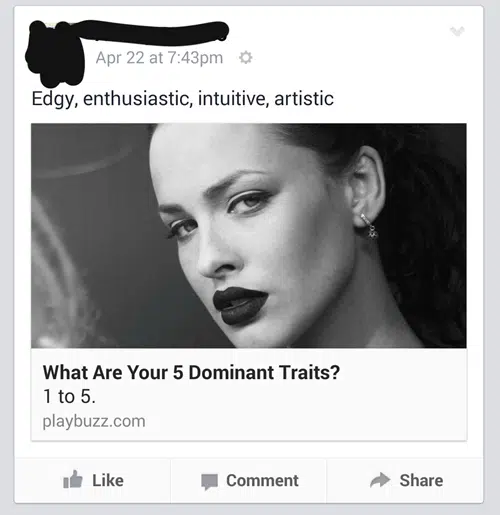 Apr 22 at 7:43pm
Edgy, enthusiastic, intuitive, artistic
What Are Your 5 Dominant Traits?
1 to 5.
playbuzz.com
Like Comment Share